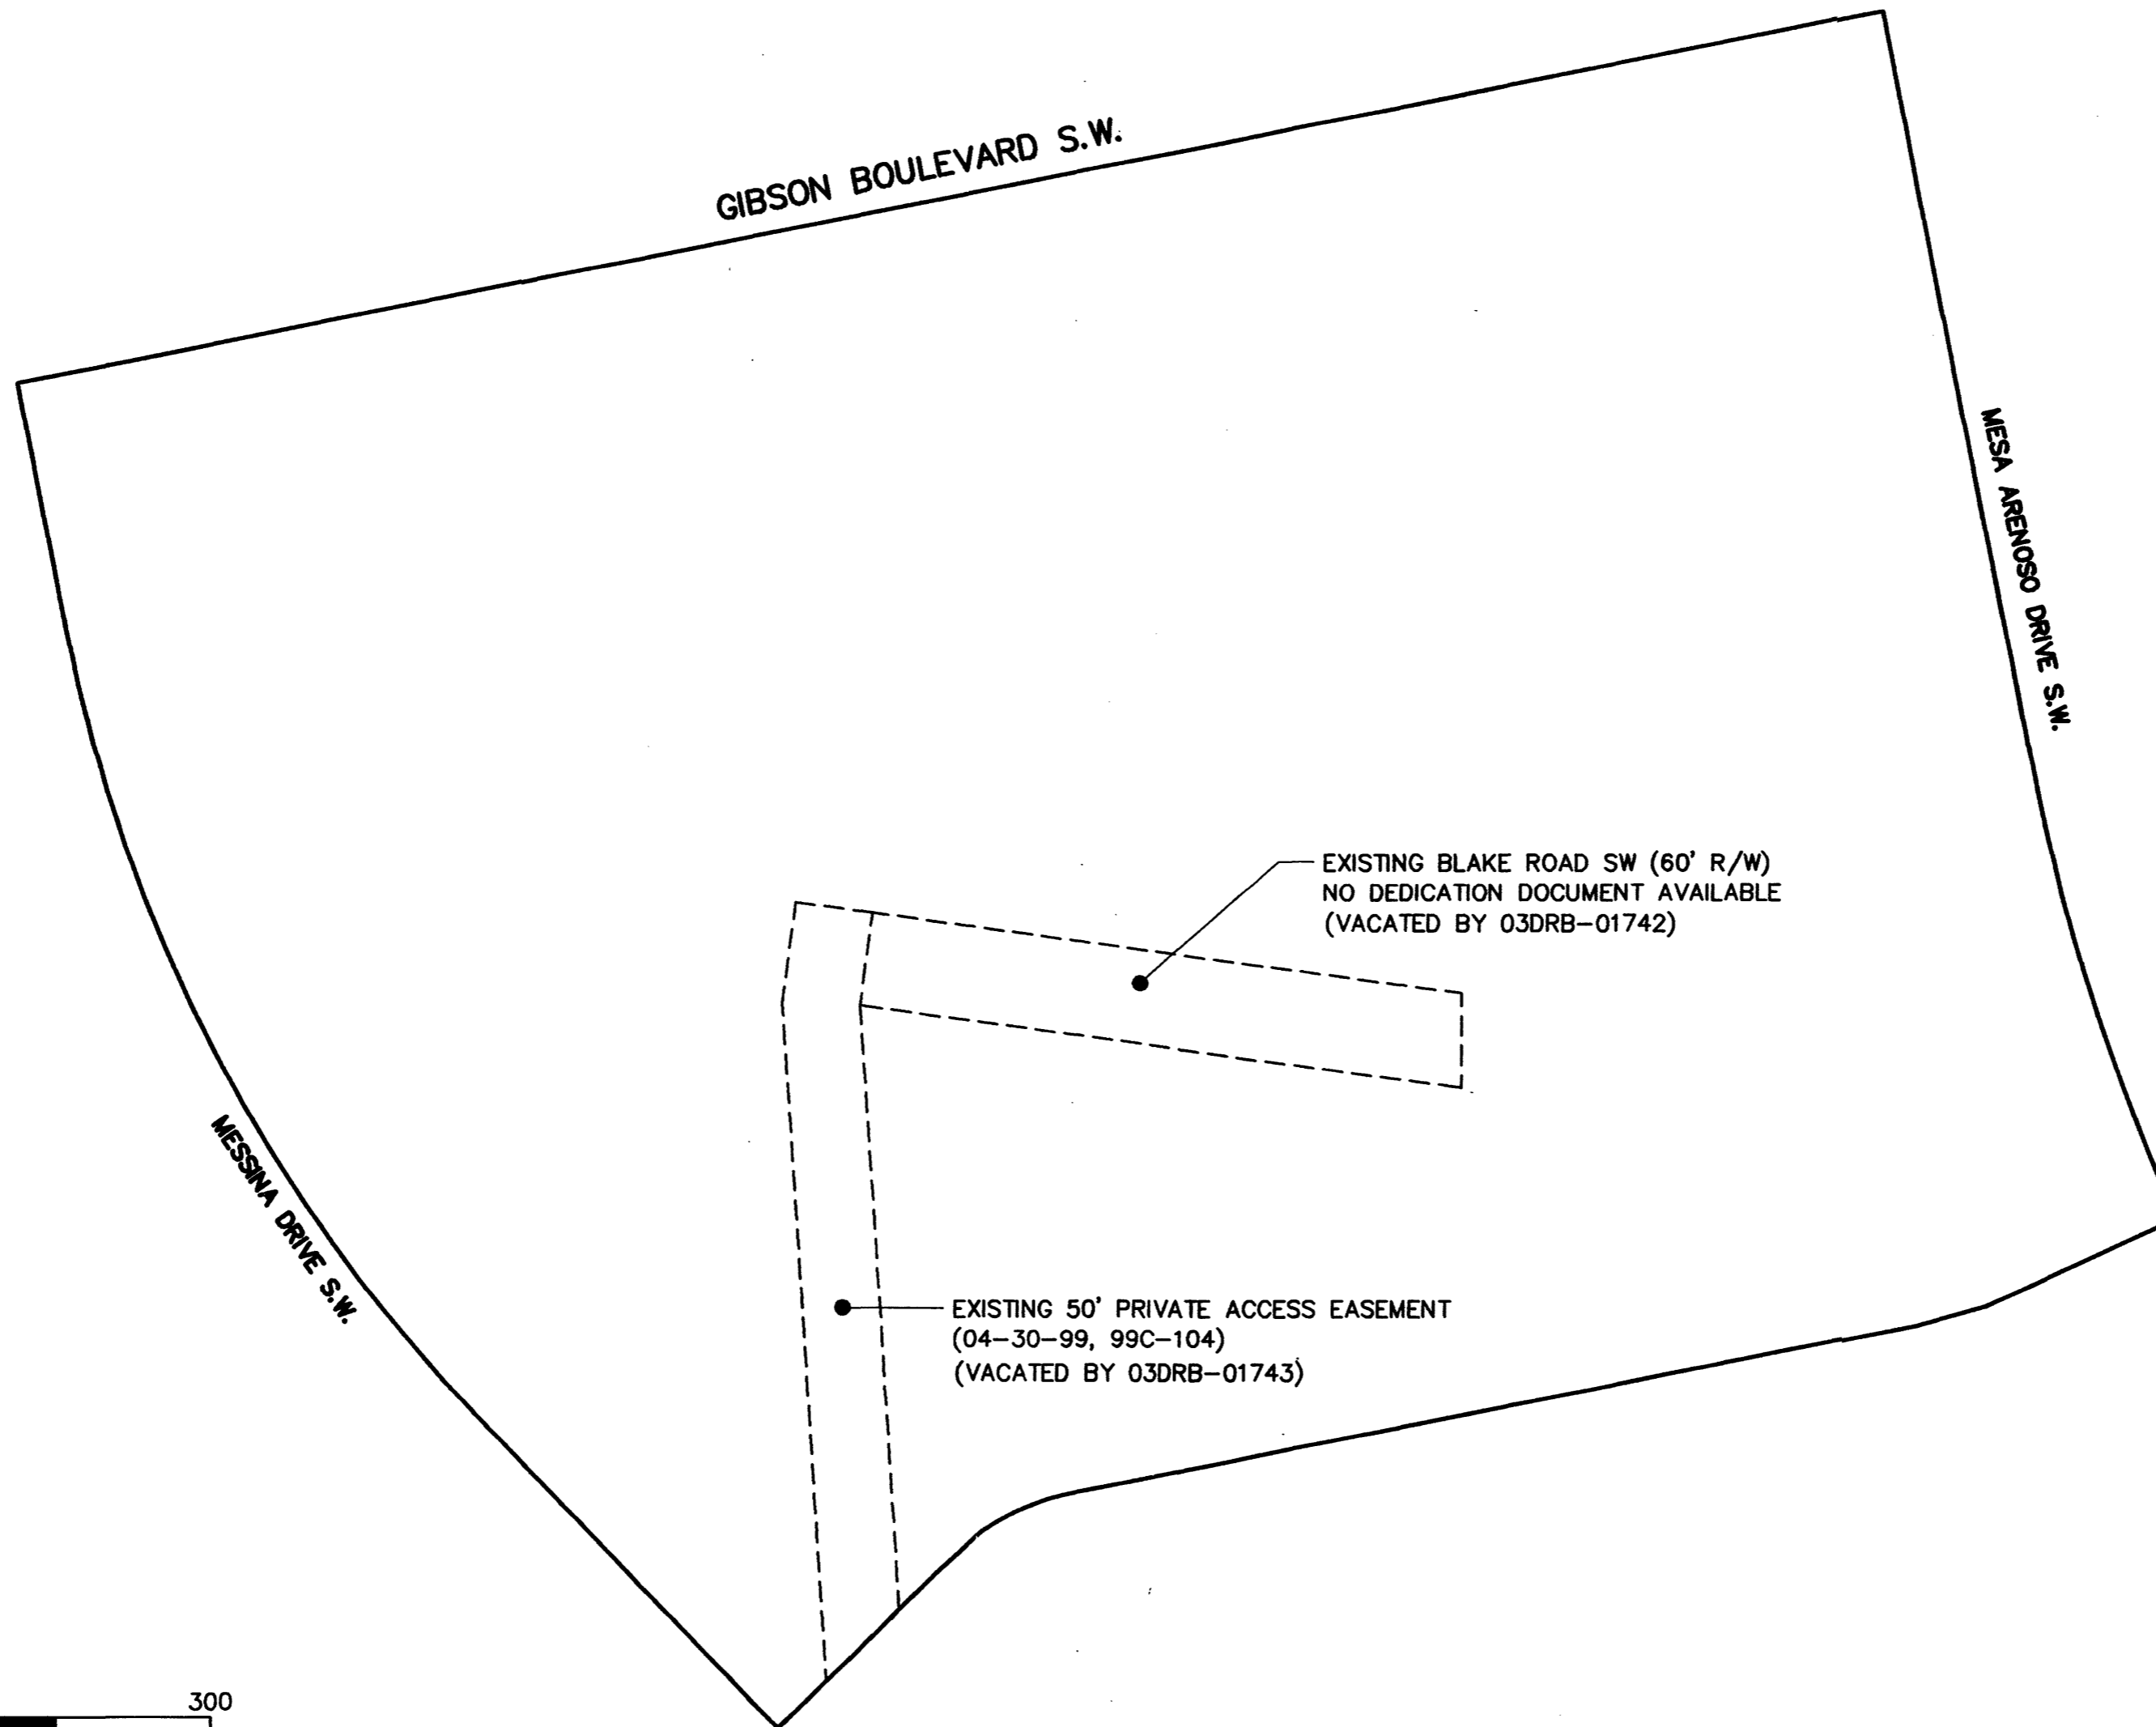 GIBSON BOULEVARD S.W.
MESA ARENOSO DRIVE S.W.
EXISTING BLAKE ROAD SW (60' R/W)
NO DEDICATION DOCUMENT AVAILABLE
(VACATED BY 03DRB-01742)
MESSINA DRIVE S.W.
EXISTING 50' PRIVATE ACCESS EASEMENT
(04-30-99, 99C-104)
(VACATED BY 03DRB-01743)
300